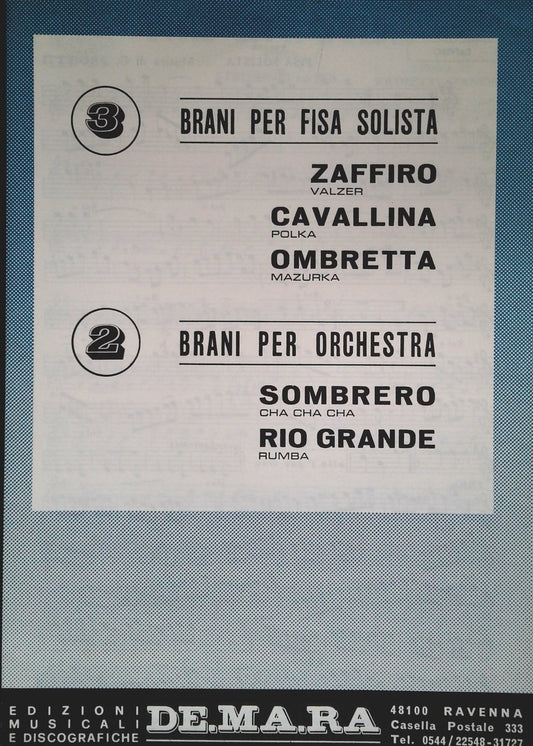 3 BRANI PER FISA SOLISTA
ZAFFIRO
VALZER
CAVALLINA
POLKA
OMBRETTA
MAZURKA
2 BRANI PER ORCHESTRA
SOMBRERO
CHA CHA CHA
RIO GRANDE
RUMBA
EDIZIONI
MUSICALI
E DISCOGRAFICHE
DE.MA.RA
48100 RAVENNA
Casella Postale 333
Tel. 0544/22548-31727